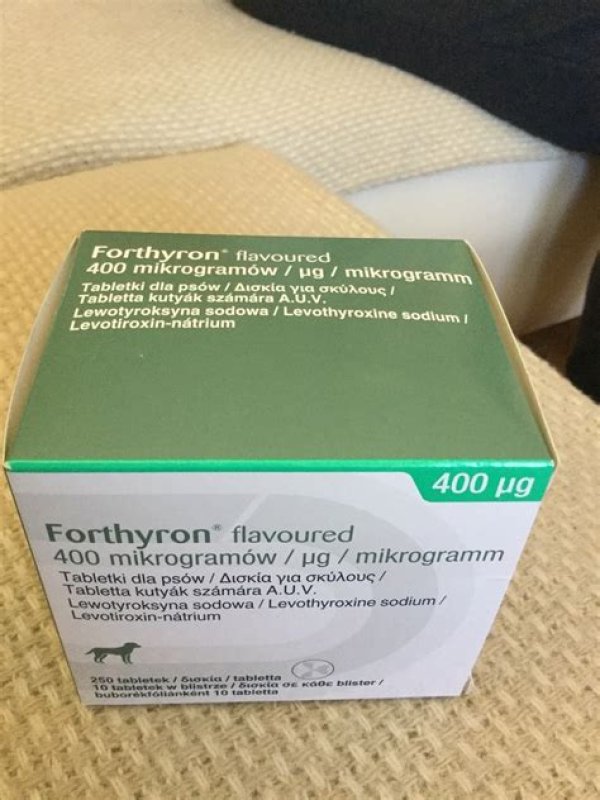 Forthyron® flavoured
400 mikrogramów / µg / mikrogramm
Tabletki dla psów / Δισκία για σκύλους /
Tabletta kutyák számára A.U.V.
Lewotyroksyna sodowa / Levothyroxine sodium /
Levotiroxin-nátrium
400 µg
Forthyron® flavoured
400 mikrogramów / µg / mikrogramm
Tabletki dla psów / Δισκία για σκύλους /
Tabletta kutyák számára A.U.V.
Lewotyroksyna sodowa / Levothyroxine sodium /
Levotiroxin-nátrium
250 tabletek / δισκία / tabletta
10 tabletek w blistrze / δισκία σε κάθε blister /
buborékfóliánként 10 tabletta